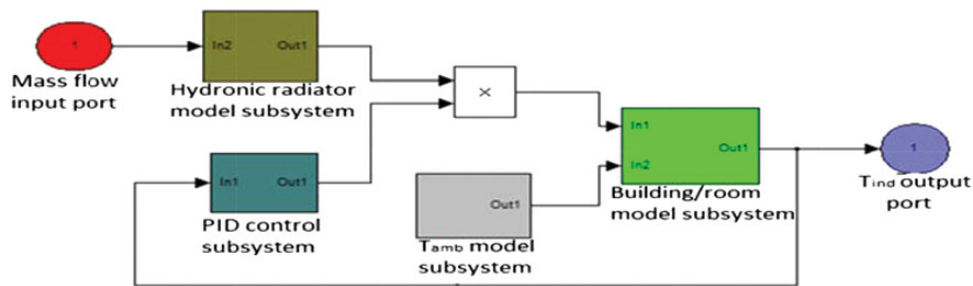 1
Mass flow
input port
In2
Out1
Hydronic radiator
model subsystem
×
In1
Out1
PID control
subsystem
Out1
Tamb model
subsystem
In1
In2
Out1
Building/room
model subsystem
1
Tind output
port